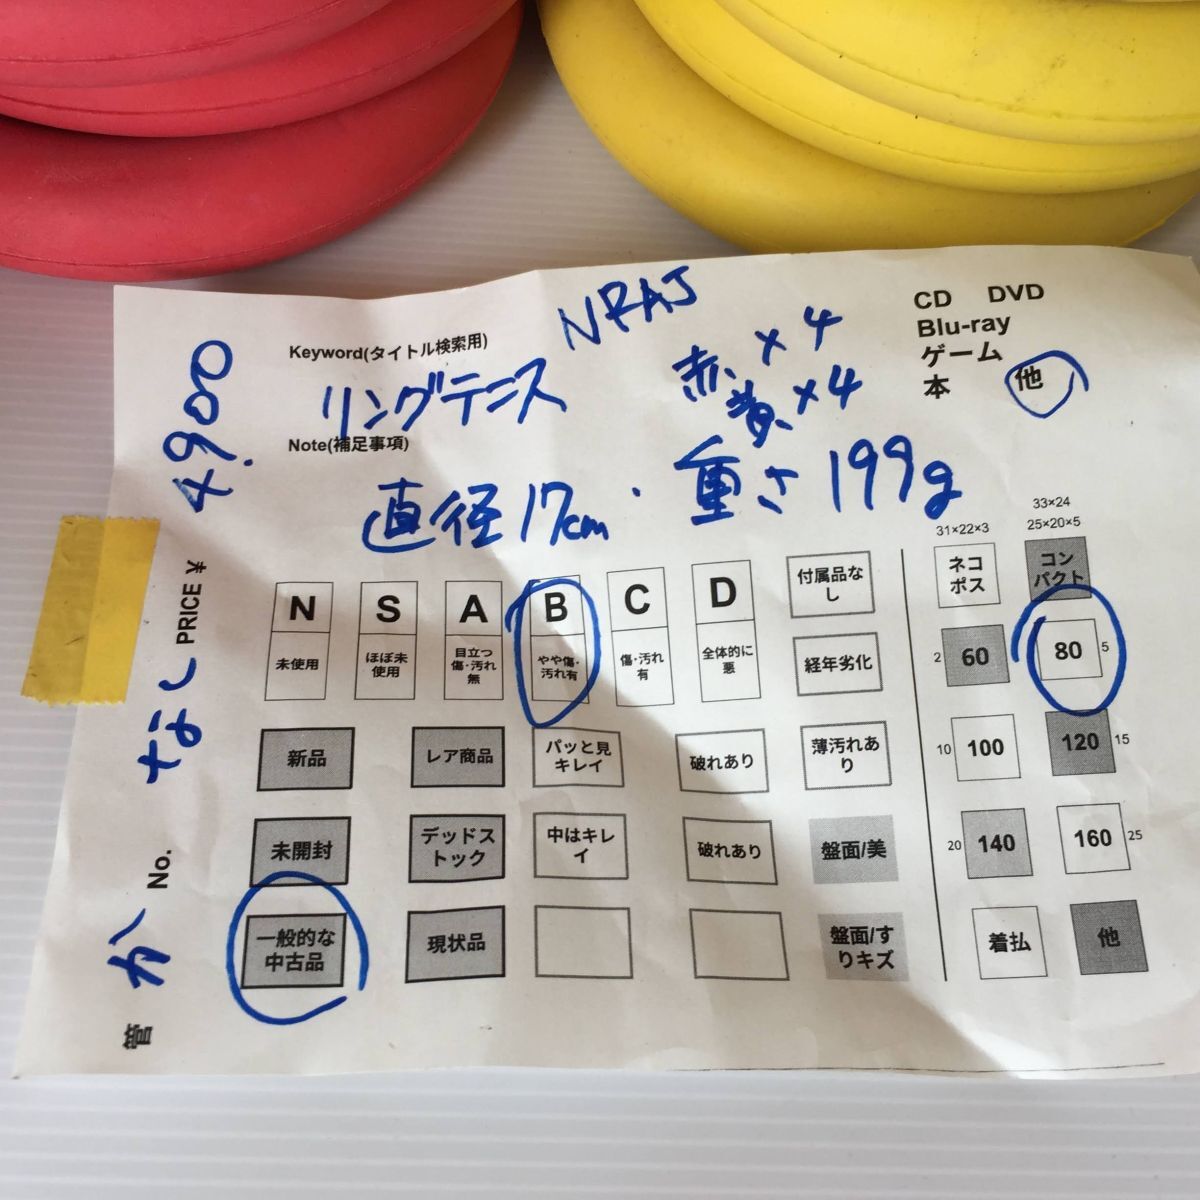 NRAJ
CD DVD
Blu-ray
ゲーム
本 他
Keyword(タイトル検索用)
赤 × 4
リングテニス
黄 ×4
Note(補足事項)
直径17cm・重さ199g
4,900
PRICE ¥
なし
No.
か
管
N S A B C D
未使用
ほぼ未使用
目立つ傷・汚れ無
やや傷・汚れ有
傷・汚れ有
全体的に悪
付属品なし
経年劣化
新品
レア商品
パッと見キレイ
破れあり
薄汚れあり
未開封
デッドストック
中はキレイ
破れあり
盤面/美
一般的な中古品
現状品
盤面/すりキズ
31×22×3
33×24
25×20×5
ネコポス
コンパクト
2 60
80 5
10 100
120 15
20 140
160 25
着払
他